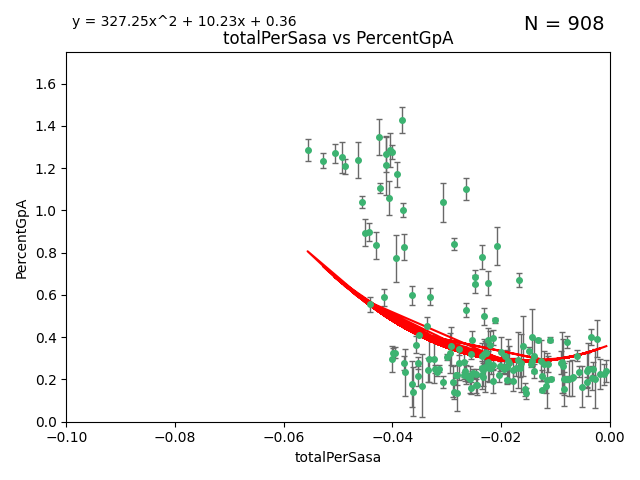 y = 327.25x^2 + 10.23x + 0.36
N = 908
totalPerSasa vs PercentGpA
PercentGpA
1.6
1.4
1.2
1.0
0.8
0.6
0.4
0.2
0.0
−0.10 −0.08 −0.06 −0.04 −0.02 0.00
totalPerSasa